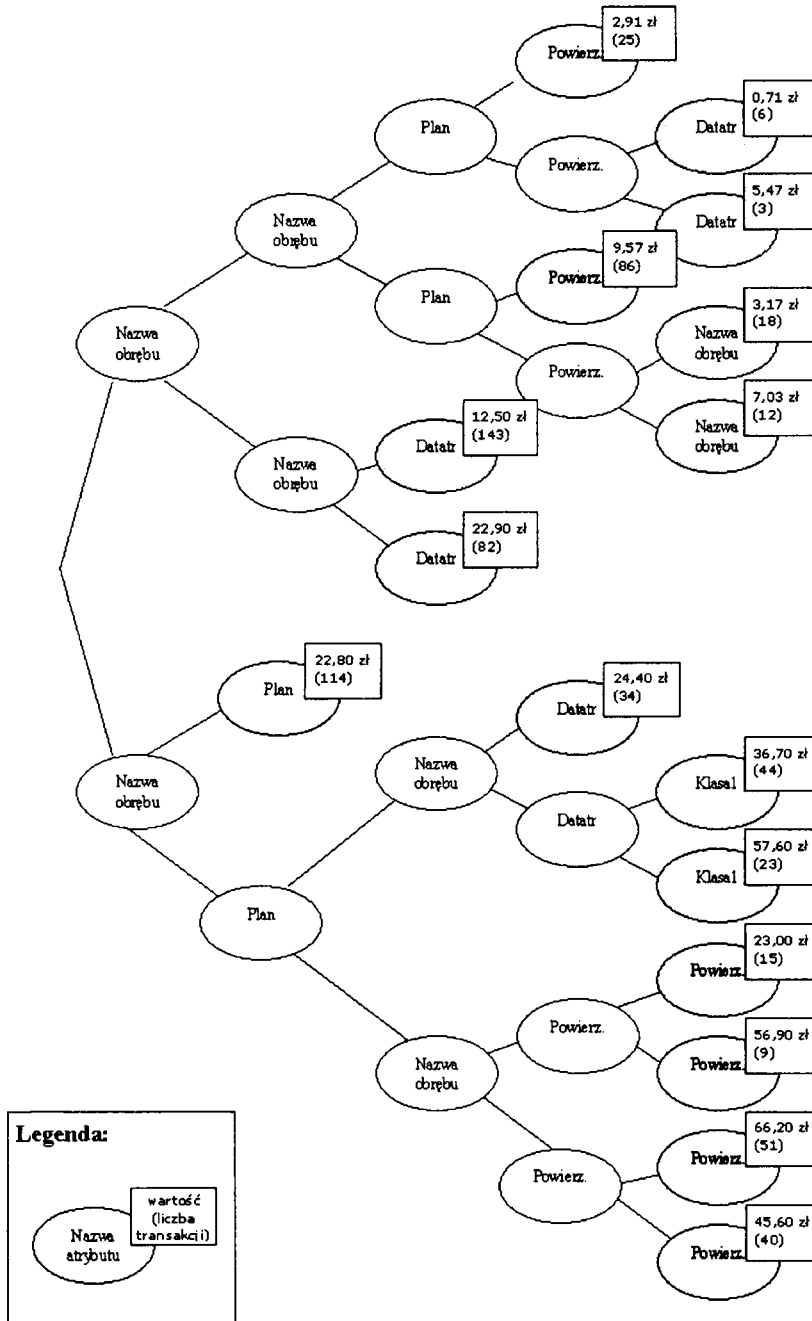 2,91 zł
(25)
Powierz.
Plan
0,71 zł
(6)
Datatr
Powierz.
5,47 zł
(3)
Datatr
Nazwa
obrębu
9,57 zł
(86)
Powierz.
Plan
3,17 zł
(18)
Nazwa
obrębu
Nazwa
obrębu
Powierz.
7,03 zł
(12)
Nazwa
obrębu
12,50 zł
(143)
Datatr
Nazwa
obrębu
22,90 zł
(82)
Datatr
22,80 zł
(114)
Plan
24,40 zł
(34)
Datatr
Nazwa
obrębu
Nazwa
obrębu
36,70 zł
(44)
Klasa1
Datatr
57,60 zł
(23)
Klasa1
Plan
23,00 zł
(15)
Powierz.
Powierz.
56,90 zł
(9)
Powierz.
Nazwa
obrębu
66,20 zł
(51)
Powierz.
Powierz.
45,60 zł
(40)
Powierz.
Legenda:
wartość
(liczba
transakcji)
Nazwa
atrybutu